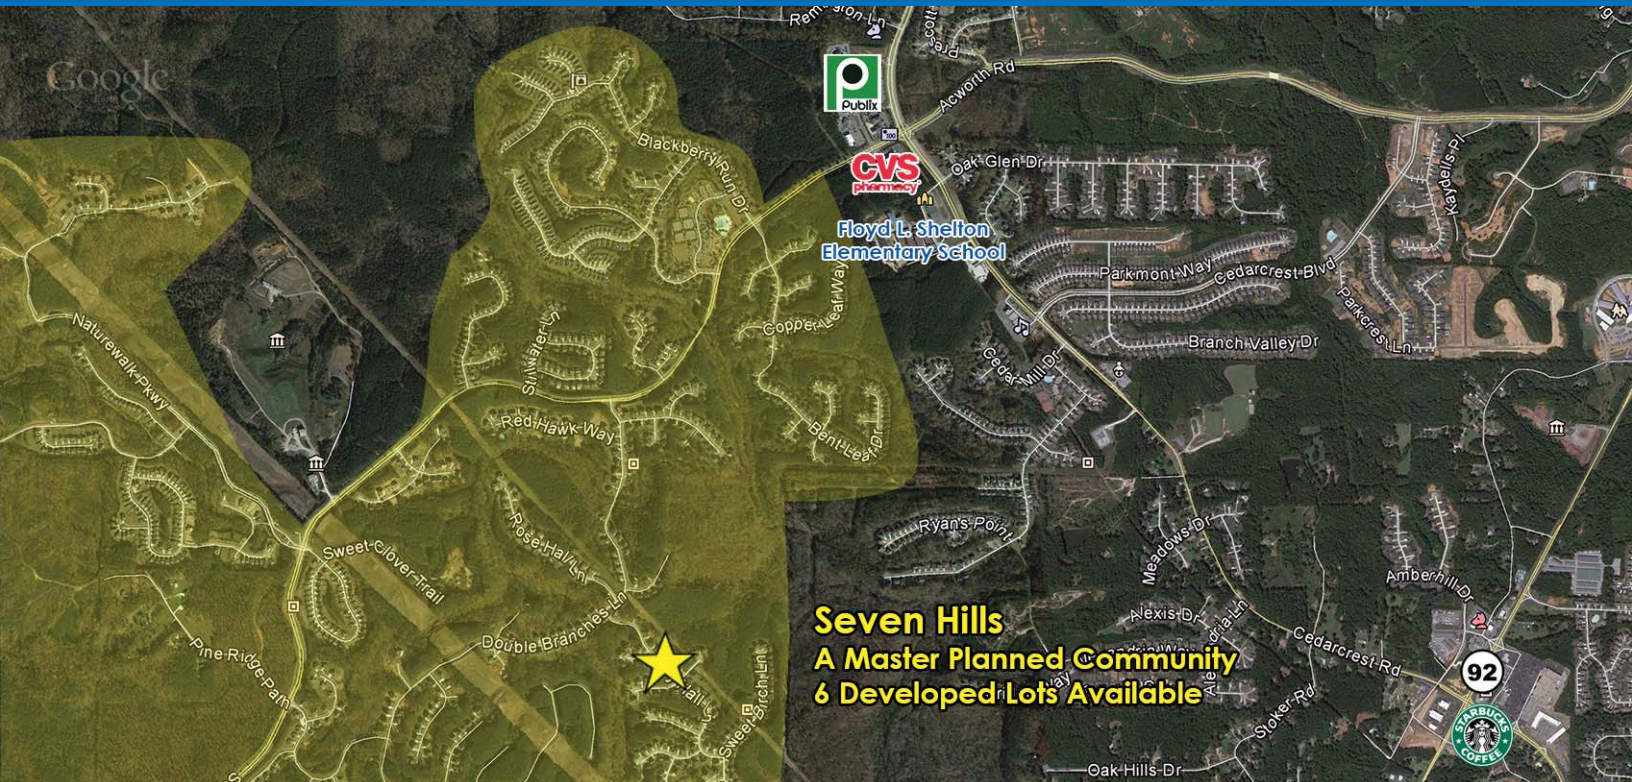 Google
Acworth Rd
Publix
Blackberry Run Dr
CVS
pharmacy
Oak Glen Dr
Kaydels Pl
Floyd L. Shelton
Elementary School
Parkmont Way
Cedarcrest Blvd
Parkcrest Ln
Copper Leaf Way
Stillwater Ln
Naturewalk Pkwy
Branch Valley Dr
Cedar Mill Dr
Red Hawk Way
Bent Leaf Dr
Rose Hall Ln
Ryans Point
Meadows Dr
Sweet Clover Trail
Amberhill Dr
Double Branches Ln
Pine Ridge Path
Seven Hills
A Master Planned Community
6 Developed Lots Available
Alexis Dr
Cedarcrest Rd
92
Stoker Rd
STARBUCKS
COFFEE
Oak Hills Dr